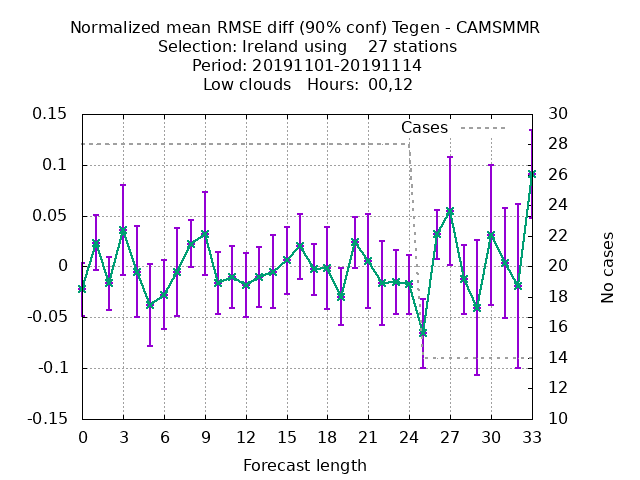 Normalized mean RMSE diff (90% conf) Tegen - CAMSMMR
Selection: Ireland using    27 stations
Period: 20191101-20191114
Low clouds   Hours:  00,12
0.15
0.1
0.05
0
-0.05
-0.1
-0.15
Cases
30
28
26
24
22
20
18
16
14
12
10
No cases
0 3 6 9 12 15 18 21 24 27 30 33
Forecast length